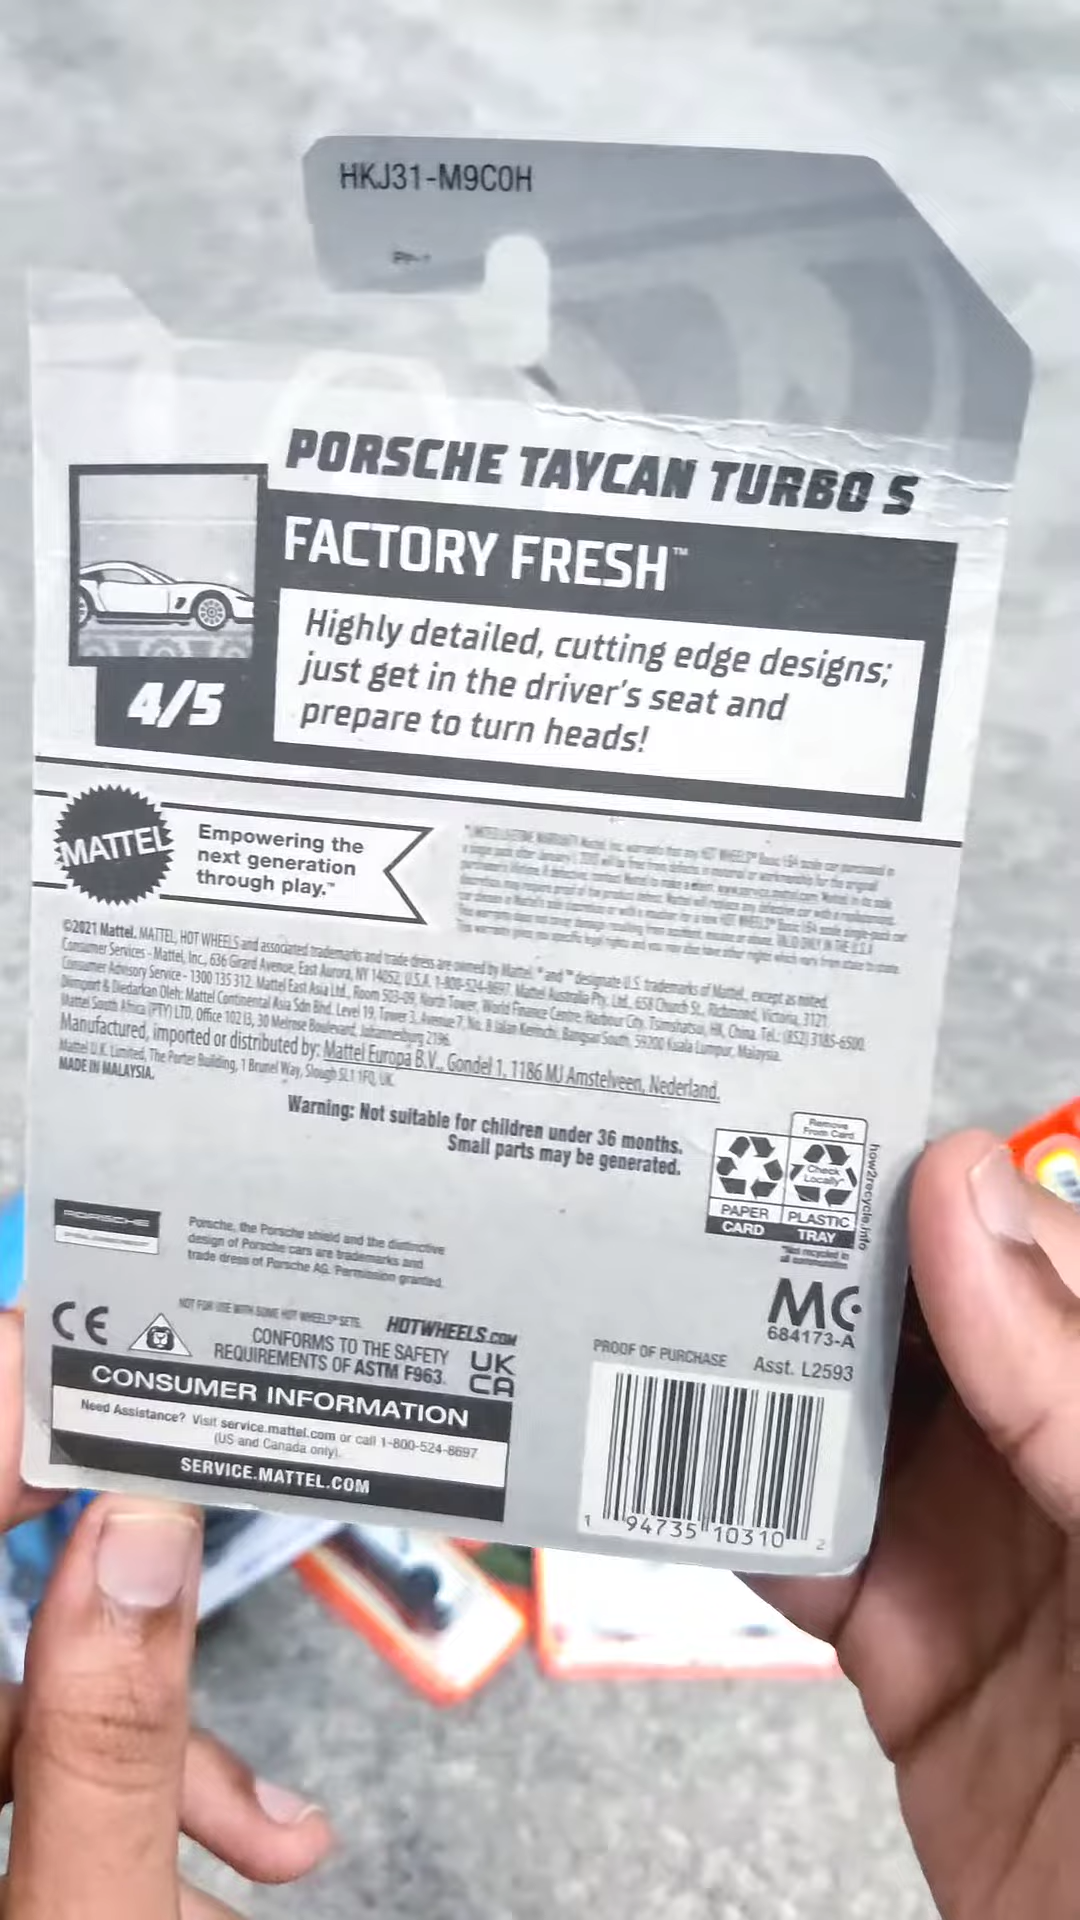 HKJ31-M9C0H
PORSCHE TAYCAN TURBO S
FACTORY FRESH™
Highly detailed, cutting edge designs;
just get in the driver's seat and
prepare to turn heads!
4/5
MATTEL
Empowering the
next generation
through play.™
©2021 Mattel. MATTEL, HOT WHEELS and associated trademarks and trade dress are owned by Mattel. ® and ™ designate U.S. trademarks of Mattel, except as noted.
Consumer Services - Mattel, Inc., 636 Girard Avenue, East Aurora, NY 14052, U.S.A. 1-800-524-8697. Mattel Australia Pty. Ltd., 658 Church St., Richmond, Victoria, 3121.
Consumer Advisory Service - 1300 135 312. Mattel East Asia Ltd., Room 503-09, North Tower, World Finance Centre, Harbour City, Tsimshatsui, HK, China. Tel.: (852) 3185-6500.
Diimport & Diedarkan Oleh: Mattel Continental Asia Sdn Bhd. Level 19, Tower 3, Avenue 7, No. 8 Jalan Kerinchi, Bangsar South, 59200 Kuala Lumpur, Malaysia.
Mattel South Africa (PTY) LTD, Office 102 I3, 30 Melrose Boulevard, Johannesburg 2196.
Manufactured, imported or distributed by: Mattel Europa B.V., Gondel 1, 1186 MJ Amstelveen, Nederland.
Mattel U.K. Limited, The Porter Building, 1 Brunel Way, Slough SL1 1FQ, UK.
MADE IN MALAYSIA.
Warning: Not suitable for children under 36 months.
Small parts may be generated.
Remove
From Card
Check
Locally*
PAPER
PLASTIC
CARD
TRAY
*Not recycled in
all communities
how2recycle.info
PORSCHE
Porsche, the Porsche shield and the distinctive
design of Porsche cars are trademarks and
trade dress of Porsche AG. Permission granted.
684173-A
NOT FOR USE WITH SOME HOT WHEELS® SETS.
HOTWHEELS.COM
CE
CONFORMS TO THE SAFETY
REQUIREMENTS OF ASTM F963.
UK
CA
PROOF OF PURCHASE
Asst. L2593
CONSUMER INFORMATION
Need Assistance? Visit service.mattel.com or call 1-800-524-8697
(US and Canada only).
SERVICE.MATTEL.COM
1 94735 10310 2